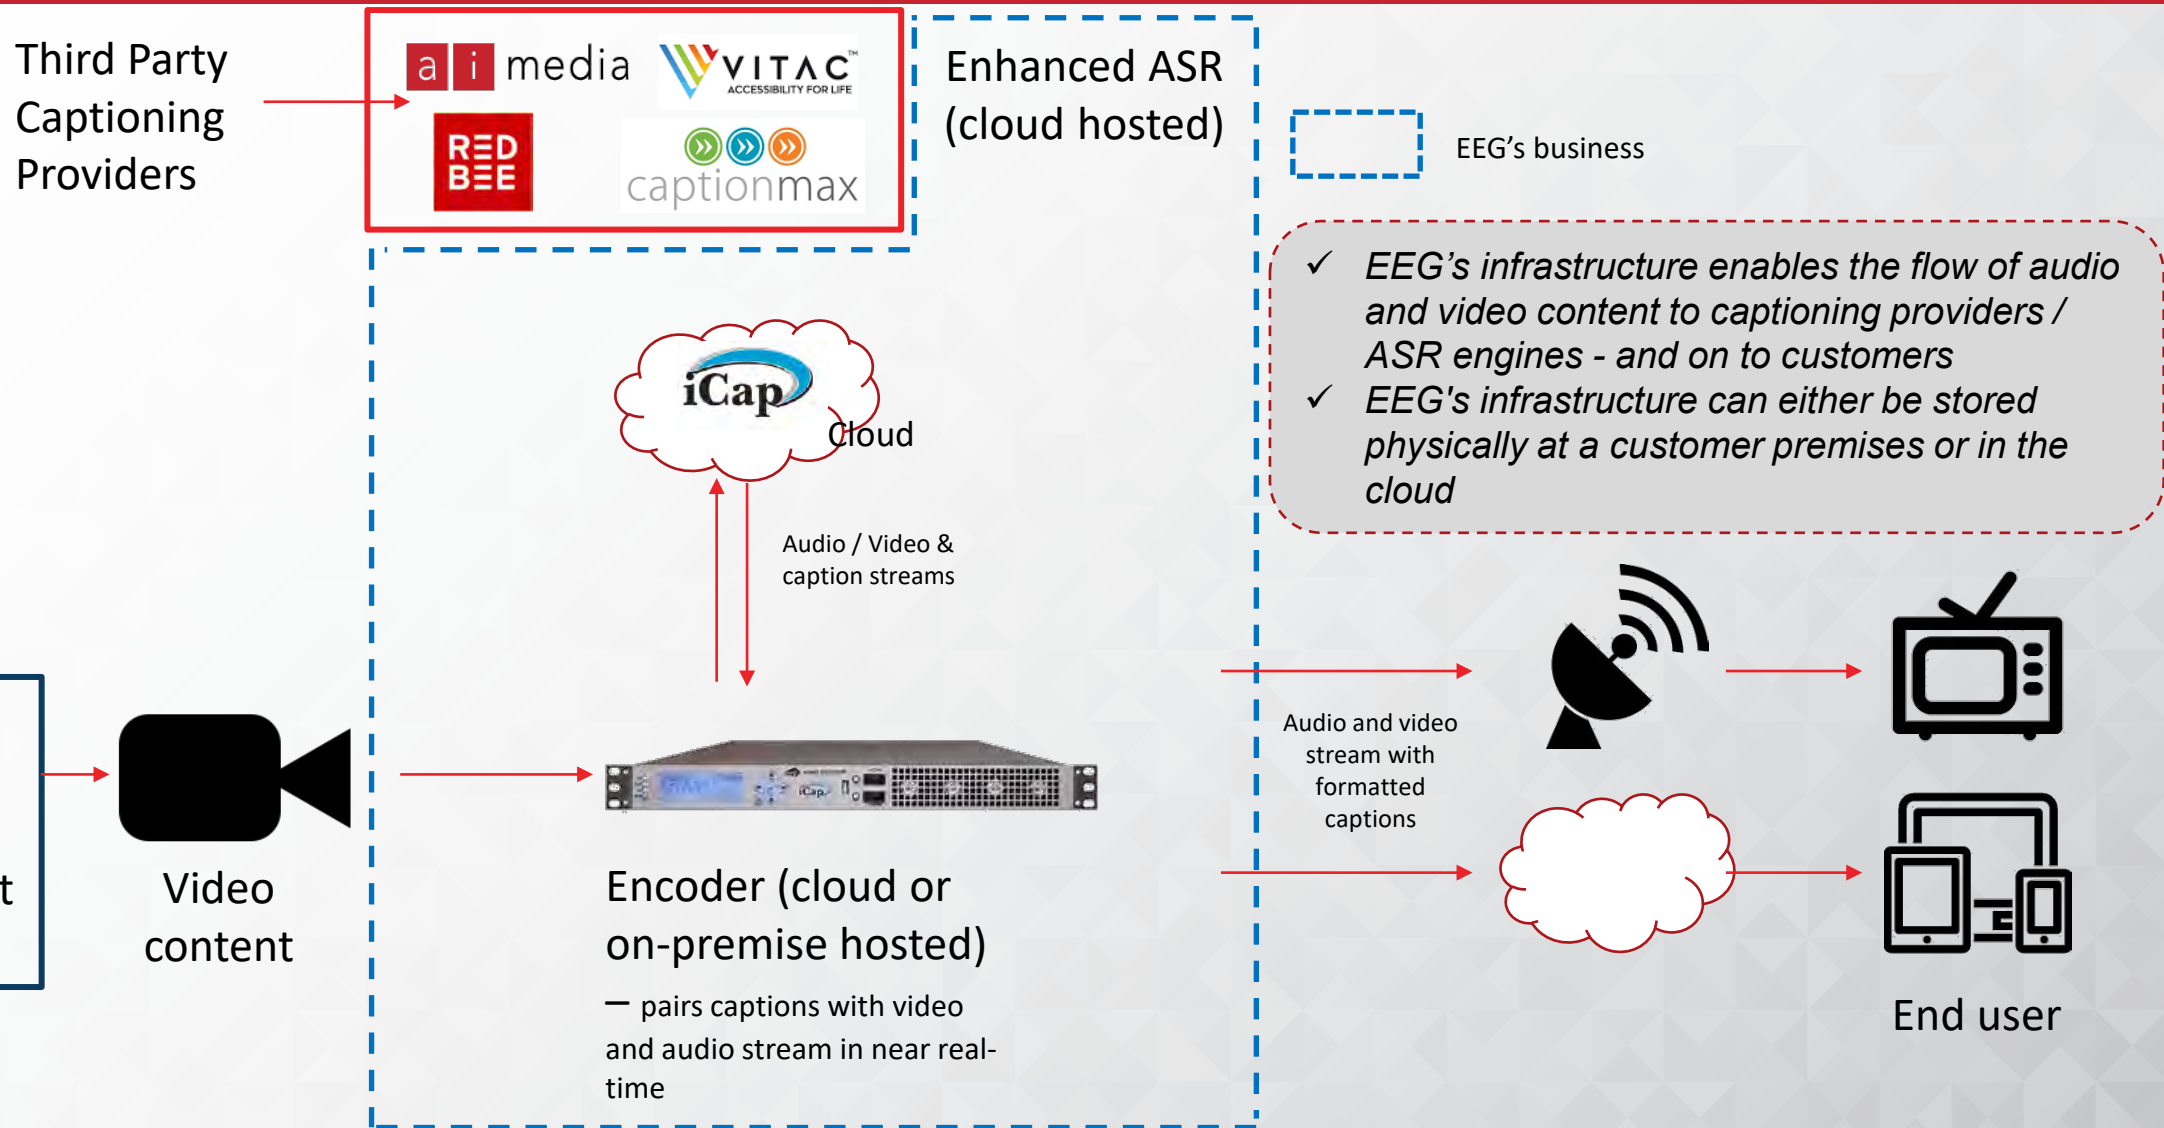 Third Party
Captioning
Providers
ai media
VITAC™
ACCESSIBILITY FOR LIFE
RED
BEE
captionmax
Enhanced ASR
(cloud hosted)
EEG's business
✓ EEG’s infrastructure enables the flow of audio
and video content to captioning providers /
ASR engines - and on to customers
✓ EEG's infrastructure can either be stored
physically at a customer premises or in the
cloud
iCap
Cloud
Audio / Video &
caption streams
t
Video
content
iCap
Encoder (cloud or
on-premise hosted)
– pairs captions with video
and audio stream in near real-
time
Audio and video
stream with
formatted
captions
End user